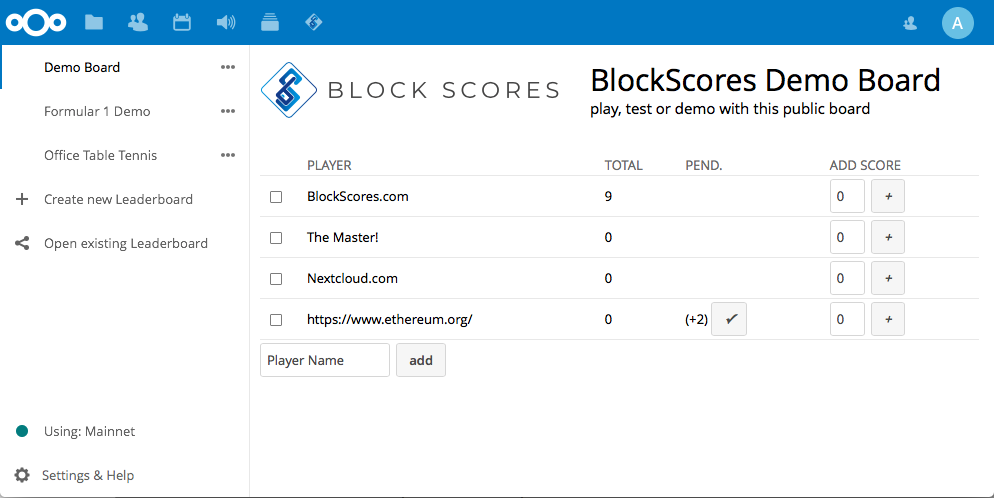 A
Demo Board
Formular 1 Demo
Office Table Tennis
Create new Leaderboard
Open existing Leaderboard
Using: Mainnet
Settings & Help
BLOCK SCORES
BlockScores Demo Board
play, test or demo with this public board
PLAYER TOTAL PEND. ADD SCORE
BlockScores.com 9 0 +
The Master! 0 0 +
Nextcloud.com 0 0 +
https://www.ethereum.org/ 0 (+2) ✔ 0 +
Player Name add